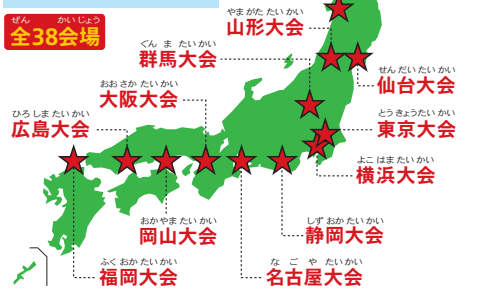 ぜん かいじょう
全38会場
やまがたたいかい
山形大会
ぐんまたいかい
群馬大会
せんだいたいかい
仙台大会
おおさかたいかい
大阪大会
ひろしまたいかい
広島大会
とうきょうたいかい
東京大会
よこはまたいかい
横浜大会
おかやまたいかい
岡山大会
しずおかたいかい
静岡大会
ふくおかたいかい
福岡大会
なごやたいかい
名古屋大会